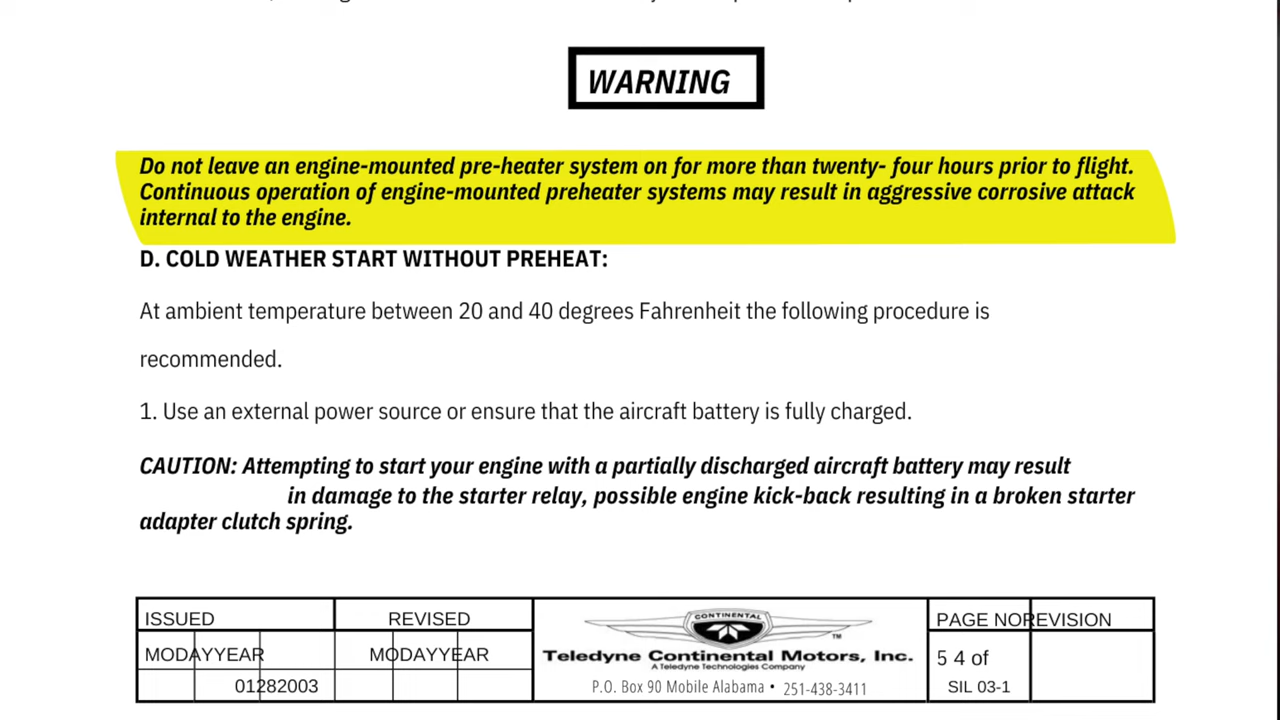 WARNING
Do not leave an engine-mounted pre-heater system on for more than twenty- four hours prior to flight.
Continuous operation of engine-mounted preheater systems may result in aggressive corrosive attack
internal to the engine.
D. COLD WEATHER START WITHOUT PREHEAT:
At ambient temperature between 20 and 40 degrees Fahrenheit the following procedure is
recommended.
1. Use an external power source or ensure that the aircraft battery is fully charged.
CAUTION: Attempting to start your engine with a partially discharged aircraft battery may result
in damage to the starter relay, possible engine kick-back resulting in a broken starter
adapter clutch spring.
ISSUED REVISED
MODAYYEAR MODAYYEAR
01282003
CONTINENTAL
TM
Teledyne Continental Motors, Inc.
A Teledyne Technologies Company
P.O. Box 90 Mobile Alabama • 251-438-3411
PAGE NO REVISION
5 4 of
SIL 03-1